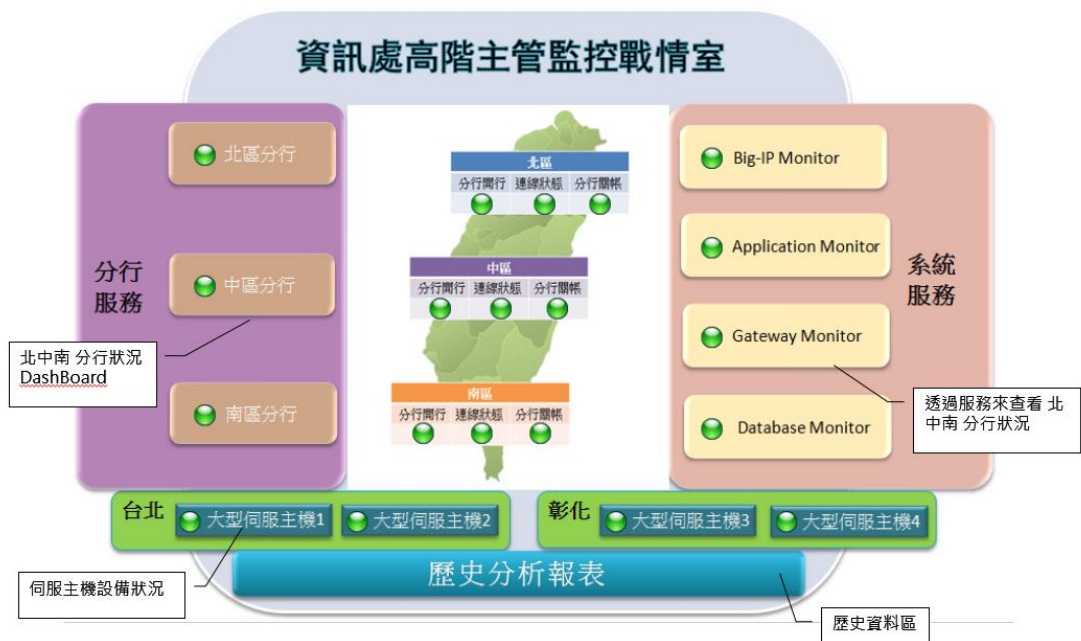 資訊處高階主管監控戰情室
分行
服務
北區分行
中區分行
南區分行
北中南 分行狀況
DashBoard
北區
分行開行 連線狀態 分行關帳
中區
分行開行 連線狀態 分行關帳
南區
分行開行 連線狀態 分行關帳
Big-IP Monitor
Application Monitor
Gateway Monitor
Database Monitor
系統
服務
透過服務來查看 北
中南 分行狀況
台北
大型伺服主機1
大型伺服主機2
彰化
大型伺服主機3
大型伺服主機4
伺服主機設備狀況
歷史分析報表
歷史資料區